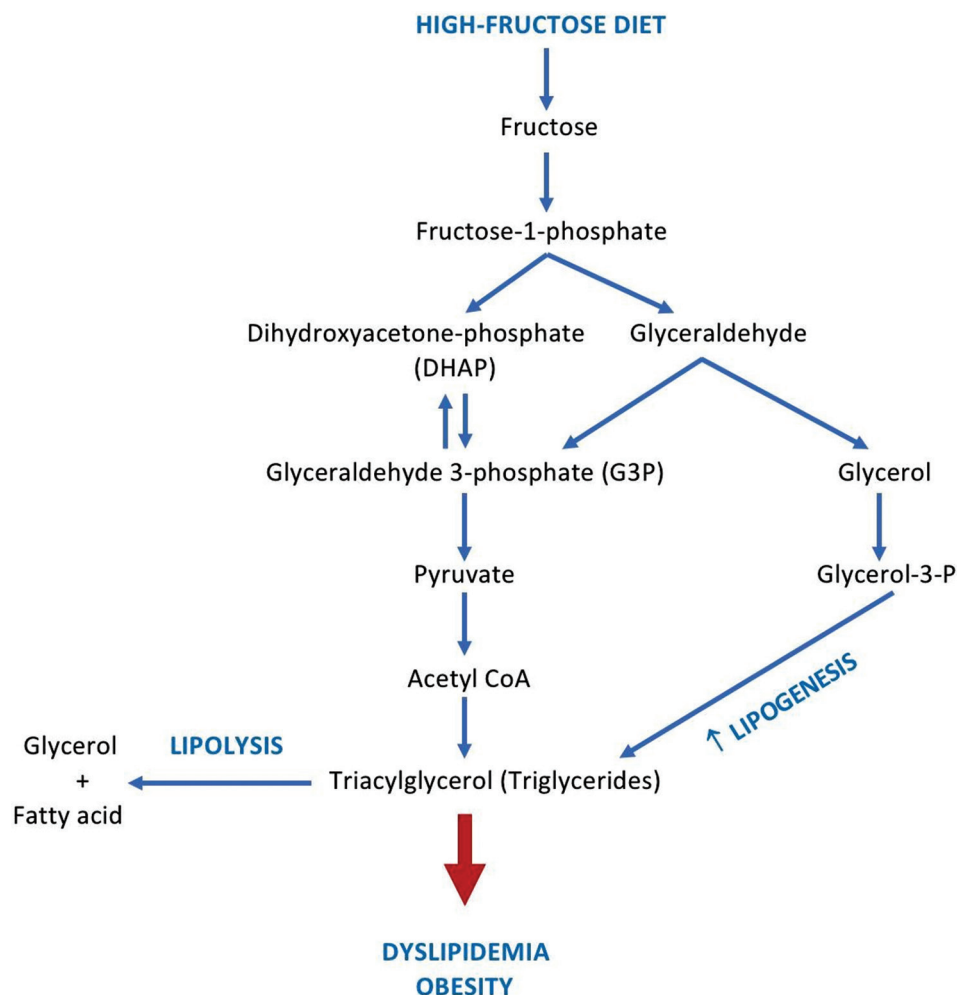 HIGH-FRUCTOSE DIET
Fructose
Fructose-1-phosphate
Dihydroxyacetone-phosphate
(DHAP)
Glyceraldehyde
Glyceraldehyde 3-phosphate (G3P)
Glycerol
Pyruvate
Glycerol-3-P
Acetyl CoA
↑ LIPOGENESIS
Glycerol
+
Fatty acid
LIPOLYSIS
Triacylglycerol (Triglycerides)
DYSLIPIDEMIA
OBESITY